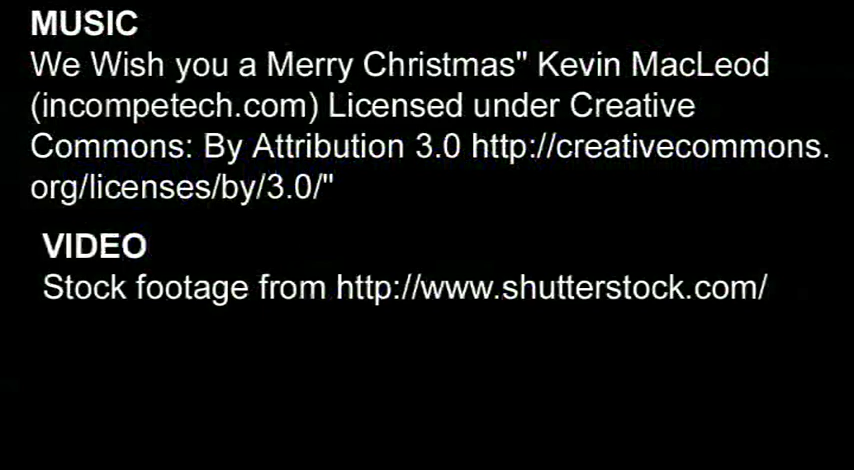 MUSIC
We Wish you a Merry Christmas" Kevin MacLeod
(incompetech.com) Licensed under Creative
Commons: By Attribution 3.0 http://creativecommons.
org/licenses/by/3.0/"
VIDEO
Stock footage from http://www.shutterstock.com/